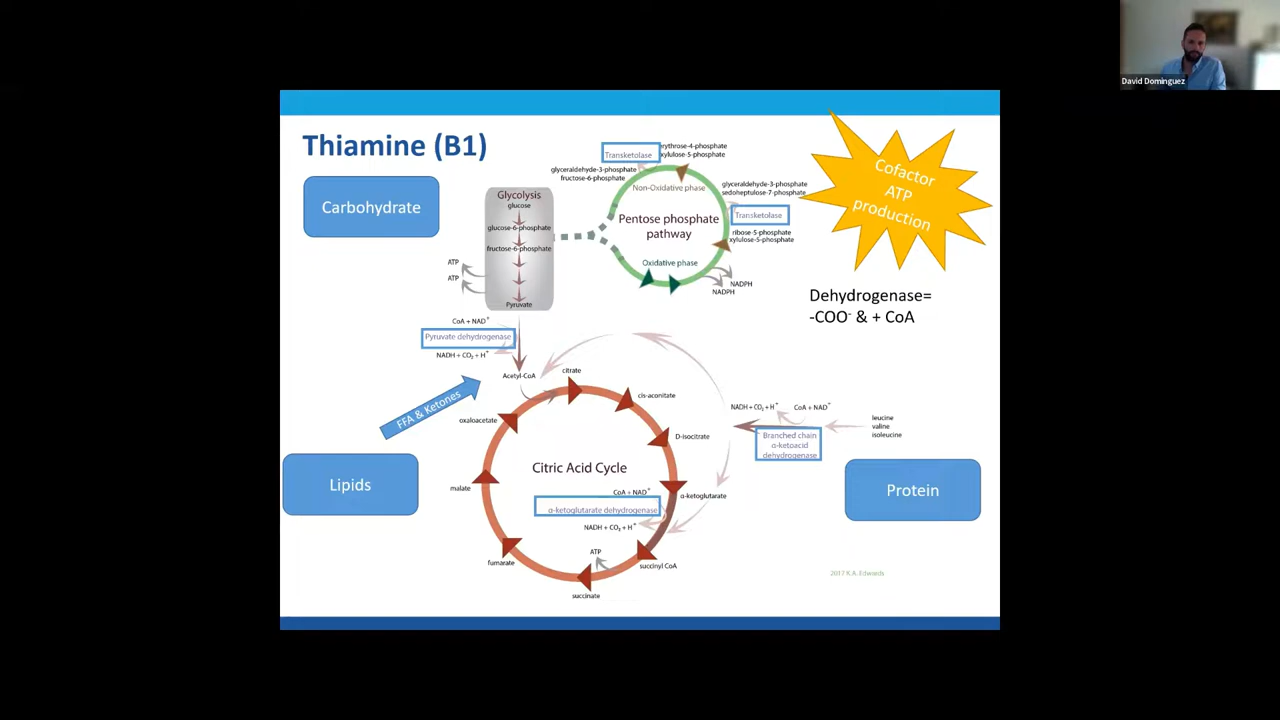 David Dominguez
Thiamine (B1)
Carbohydrate
Glycolysis
glucose
glucose-6-phosphate
fructose-6-phosphate
ATP
ATP
Pyruvate
Transketolase
erythrose-4-phosphate
xylulose-5-phosphate
glyceraldehyde-3-phosphate
fructose-6-phosphate
Non-Oxidative phase
glyceraldehyde-3-phosphate
sedoheptulose-7-phosphate
Pentose phosphate
pathway
Transketolase
ribose-5-phosphate
xylulose-5-phosphate
Oxidative phase
NADPH
NADPH
Cofactor
ATP
production
Dehydrogenase=
-COO⁻ & + CoA
CoA + NAD⁺
Pyruvate dehydrogenase
NADH + CO₂ + H⁺
Acetyl-CoA
FFA & Ketones
Lipids
citrate
cis-aconitate
D-isocitrate
α-ketoglutarate
succinyl CoA
succinate
fumarate
malate
oxaloacetate
Citric Acid Cycle
CoA + NAD⁺
α-ketoglutarate dehydrogenase
NADH + CO₂ + H⁺
ATP
NADH + CO₂ + H⁺
CoA + NAD⁺
Branched chain
α-ketoacid
dehydrogenase
leucine
valine
isoleucine
Protein
2017 K.A. Edwards